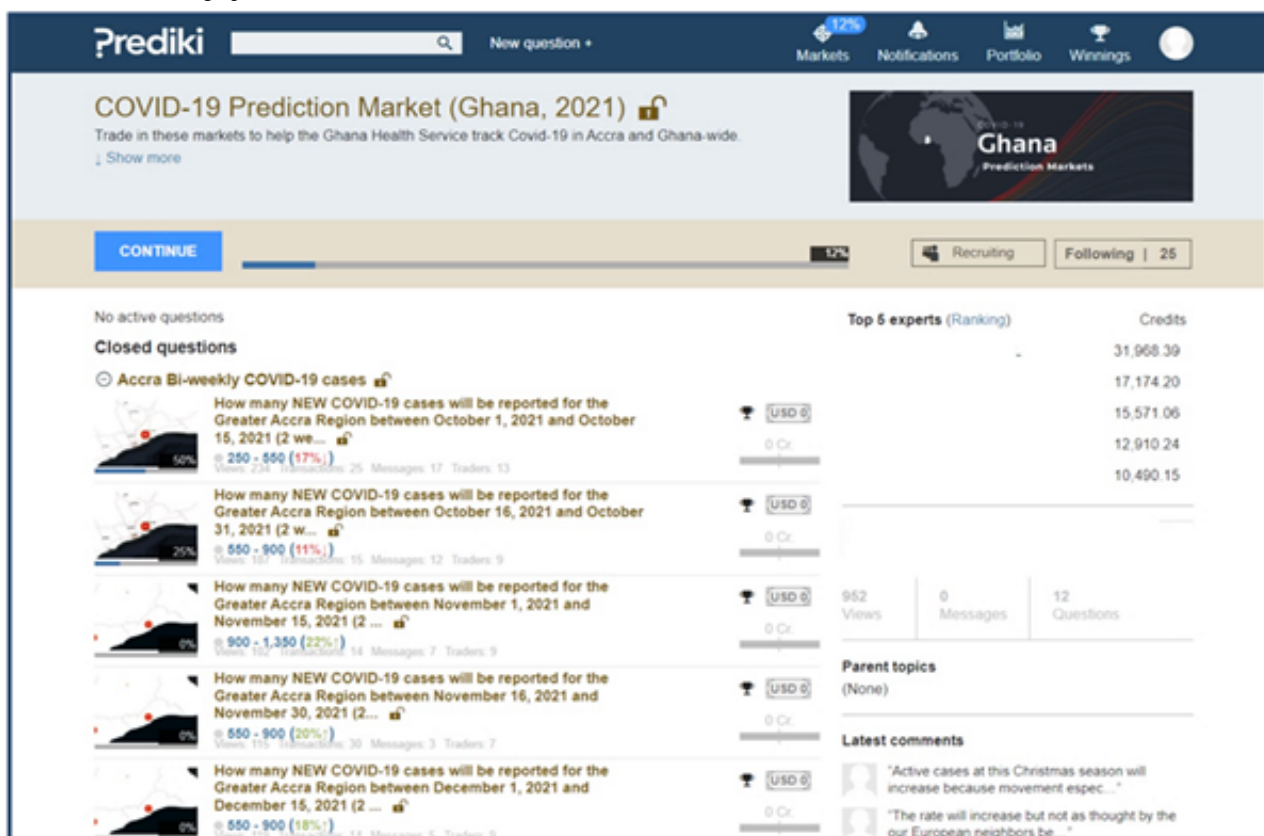 Prediki
New question +
12%
Markets
Notifications
Portfolio
Winnings
COVID-19 Prediction Market (Ghana, 2021)
Trade in these markets to help the Ghana Health Service track Covid-19 in Accra and Ghana-wide.
↓ Show more
COVID-19
Ghana
Prediction Markets
CONTINUE
12%
Recruiting
Following | 25
No active questions
Closed questions
Accra Bi-weekly COVID-19 cases
How many NEW COVID-19 cases will be reported for the
Greater Accra Region between October 1, 2021 and October
15, 2021 (2 we...
250 - 550 (17%↓)
Views: 234 Transactions: 25 Messages: 17 Traders: 13
50%
USD 0
0 Cr.
How many NEW COVID-19 cases will be reported for the
Greater Accra Region between October 16, 2021 and October
31, 2021 (2 w...
550 - 900 (11%↓)
Views: 107 Transactions: 15 Messages: 12 Traders: 9
25%
USD 0
0 Cr.
How many NEW COVID-19 cases will be reported for the
Greater Accra Region between November 1, 2021 and
November 15, 2021 (2 ...
900 - 1,350 (22%↑)
Views: 102 Transactions: 14 Messages: 7 Traders: 9
0%
USD 0
0 Cr.
How many NEW COVID-19 cases will be reported for the
Greater Accra Region between November 16, 2021 and
November 30, 2021 (2...
550 - 900 (20%↑)
Views: 115 Transactions: 30 Messages: 3 Traders: 7
0%
USD 0
0 Cr.
How many NEW COVID-19 cases will be reported for the
Greater Accra Region between December 1, 2021 and
December 15, 2021 (2 ...
550 - 900 (18%↑)
0%
USD 0
0 Cr.
Top 5 experts (Ranking)
Credits
31,968.39
17,174.20
15,571.06
12,910.24
10,490.15
952
Views
0
Messages
12
Questions
Parent topics
(None)
Latest comments
"Active cases at this Christmas season will
increase because movement espec..."
"The rate will increase but not as thought by the
our European neighbors be..."